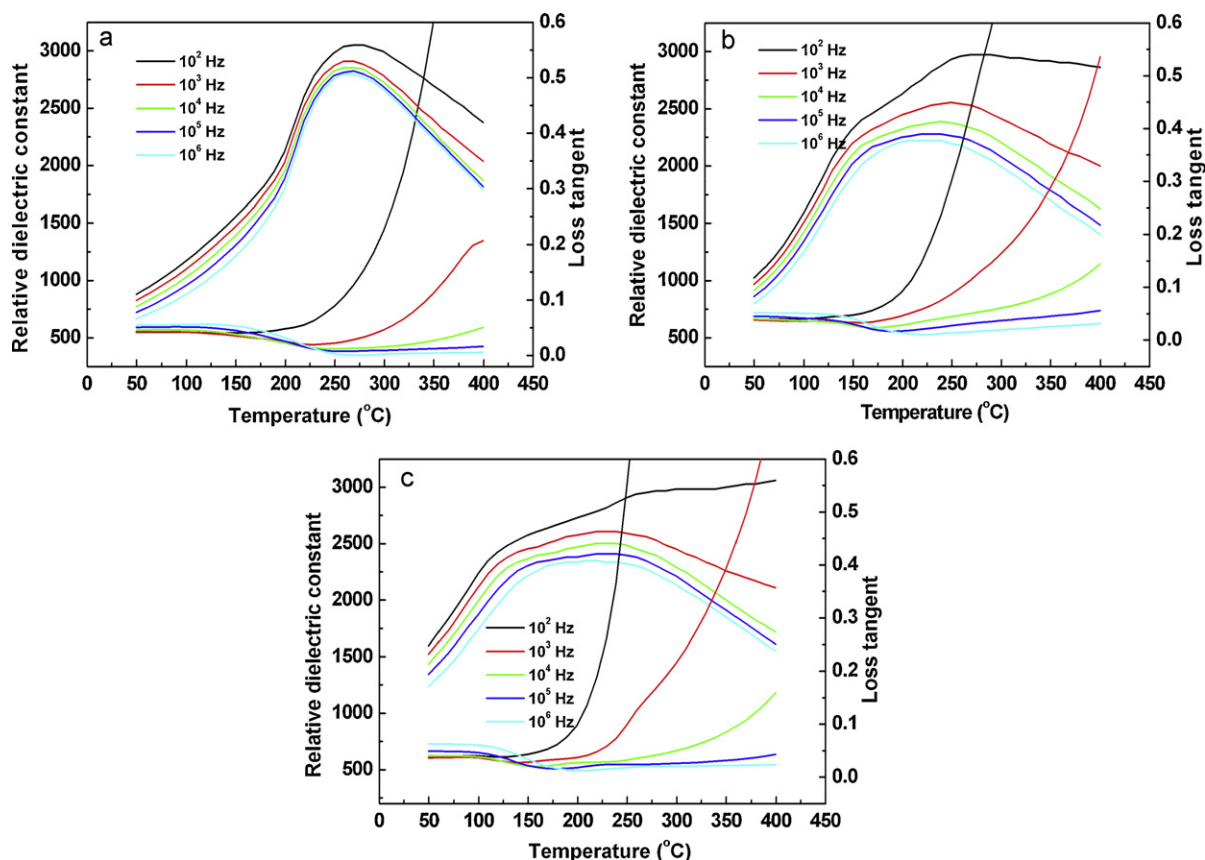 a
10² Hz
10³ Hz
10⁴ Hz
10⁵ Hz
10⁶ Hz
3000
2500
2000
1500
1000
500
Relative dielectric constant
0.6
0.5
0.4
0.3
0.2
0.1
0.0
Loss tangent
0 50 100 150 200 250 300 350 400 450
Temperature (°C)
b
10² Hz
10³ Hz
10⁴ Hz
10⁵ Hz
10⁶ Hz
3000
2500
2000
1500
1000
500
Relative dielectric constant
0.6
0.5
0.4
0.3
0.2
0.1
0.0
Loss tangent
0 50 100 150 200 250 300 350 400 450
Temperature (°C)
c
10² Hz
10³ Hz
10⁴ Hz
10⁵ Hz
10⁶ Hz
3000
2500
2000
1500
1000
500
Relative dielectric constant
0.6
0.5
0.4
0.3
0.2
0.1
0.0
Loss tangent
0 50 100 150 200 250 300 350 400 450
Temperature (°C)